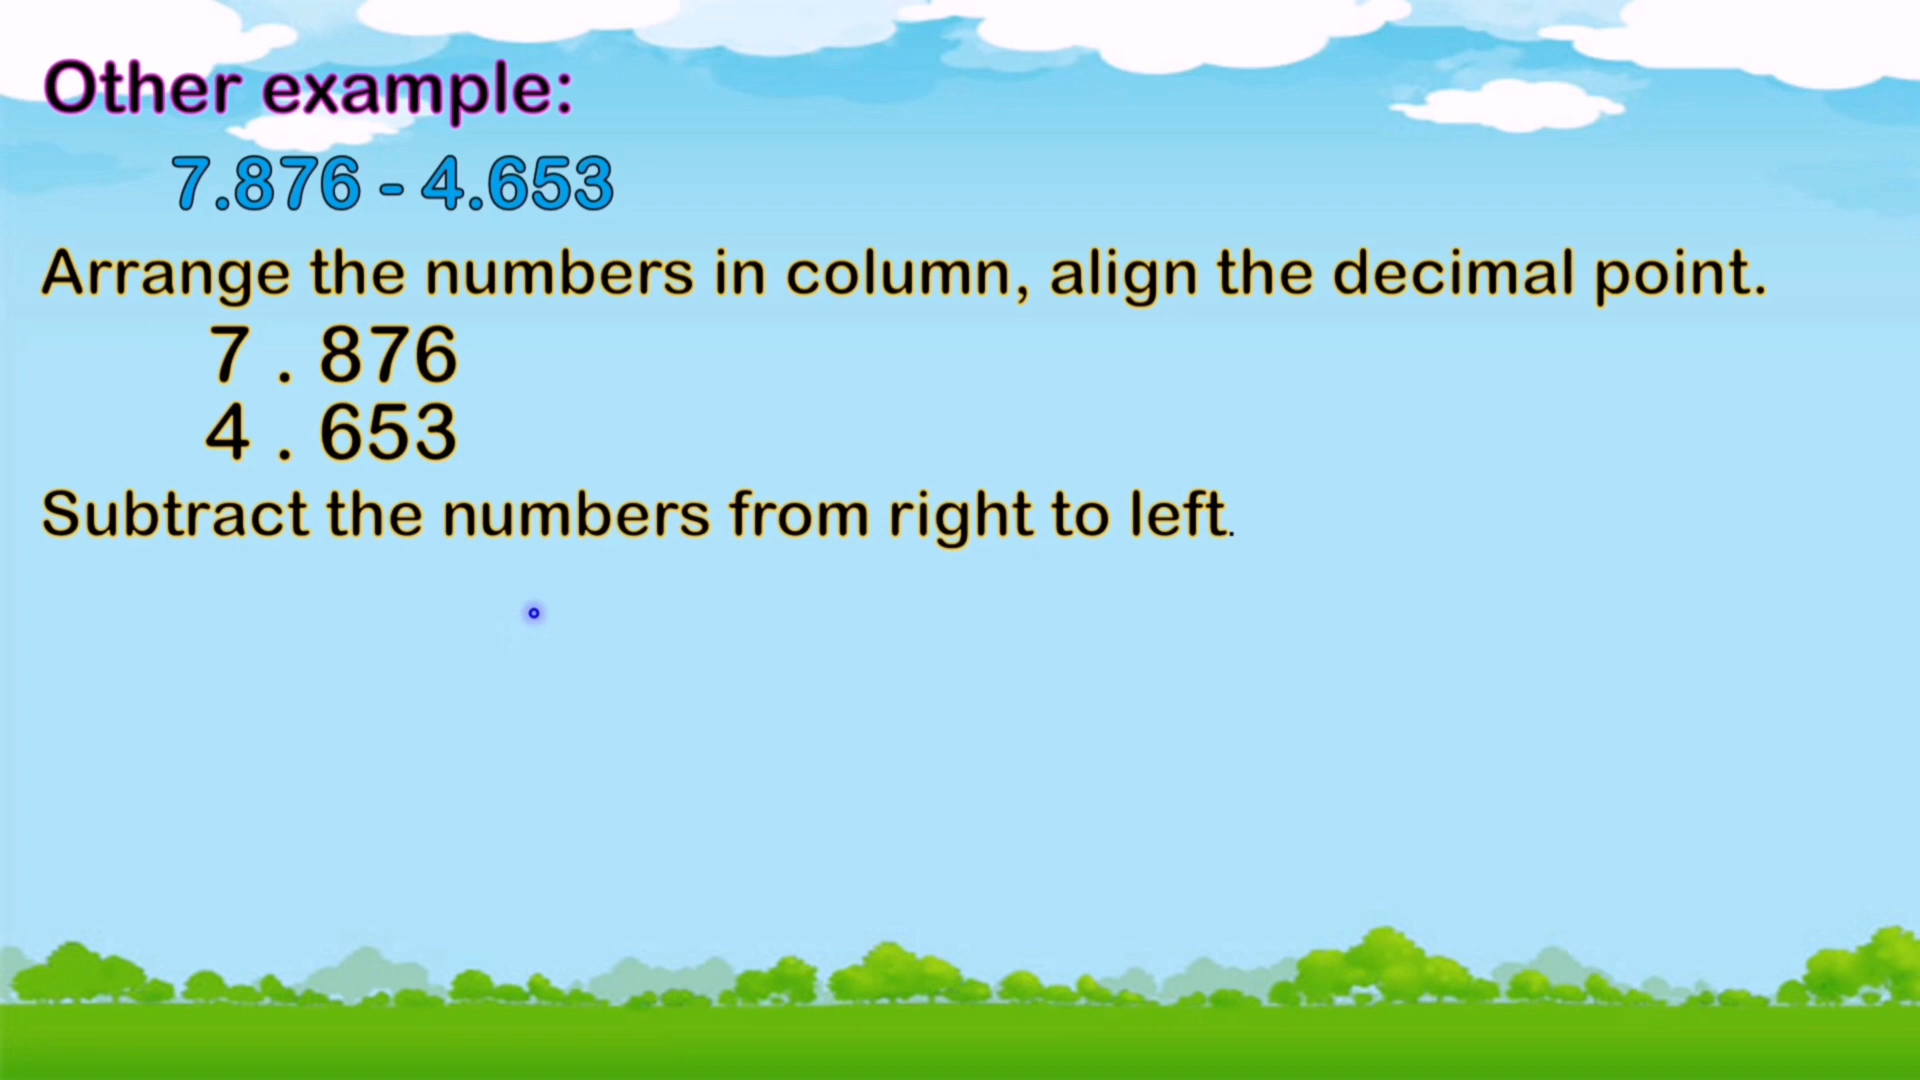 Other example:
7.876 - 4.653
Arrange the numbers in column, align the decimal point.
7 . 876
4 . 653
Subtract the numbers from right to left.